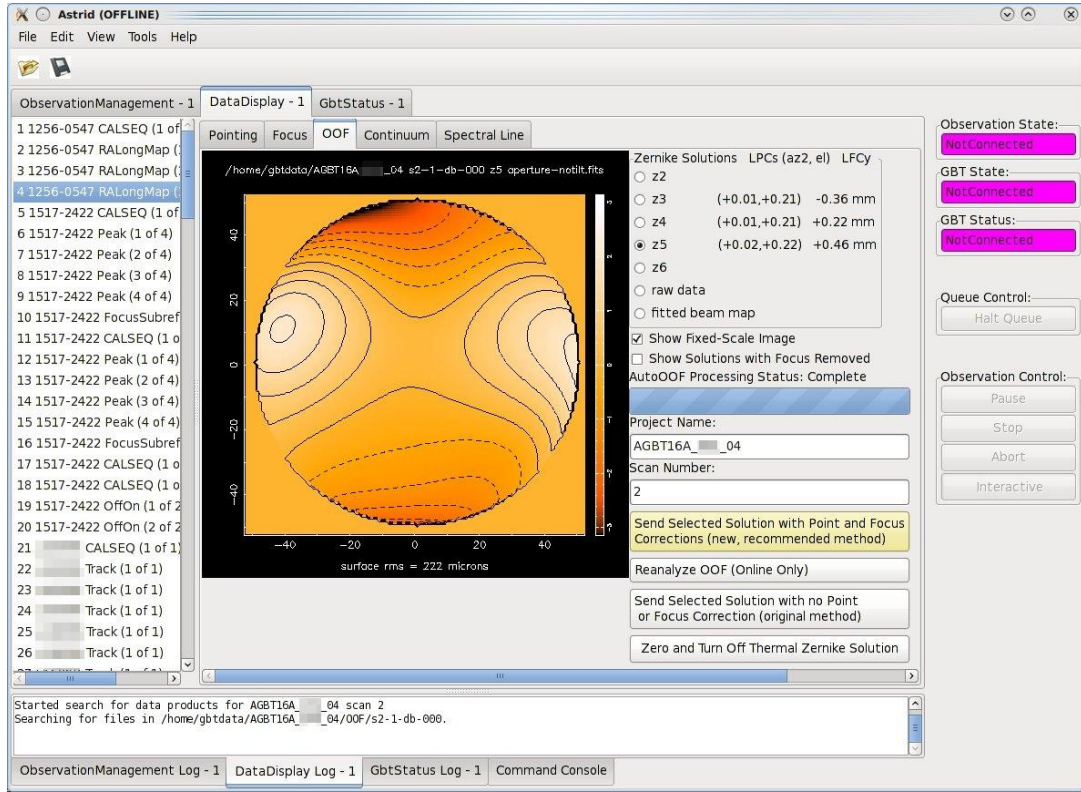 Astrid (OFFLINE)
File Edit View Tools Help
ObservationManagement - 1 DataDisplay - 1 GbtStatus - 1
1 1256-0547 CALSEQ (1 of
2 1256-0547 RALongMap (
3 1256-0547 RALongMap (
4 1256-0547 RALongMap (
5 1517-2422 CALSEQ (1 of
6 1517-2422 Peak (1 of 4)
7 1517-2422 Peak (2 of 4)
8 1517-2422 Peak (3 of 4)
9 1517-2422 Peak (4 of 4)
10 1517-2422 FocusSubref
11 1517-2422 CALSEQ (1 o
12 1517-2422 Peak (1 of 4)
13 1517-2422 Peak (2 of 4)
14 1517-2422 Peak (3 of 4)
15 1517-2422 Peak (4 of 4)
16 1517-2422 FocusSubref
17 1517-2422 CALSEQ (1 o
18 1517-2422 CALSEQ (1 o
19 1517-2422 OffOn (1 of 2
20 1517-2422 OffOn (2 of 2
21 CALSEQ (1 of 1)
22 Track (1 of 1)
23 Track (1 of 1)
24 Track (1 of 1)
25 Track (1 of 1)
26 Track (1 of 1)
Pointing Focus OOF Continuum Spectral Line
/home/gbtdata/AGBT16A_ _04 s2-1-db-000 z5 aperture-notilt.fits
40
20
0
-20
-40
-40 -20 0 20 40
surface rms = 222 microns
Zernike Solutions LPCs (az2, el) LFCy
z2
z3 (+0.01,+0.21) -0.36 mm
z4 (+0.01,+0.21) +0.22 mm
z5 (+0.02,+0.22) +0.46 mm
z6
raw data
fitted beam map
Show Fixed-Scale Image
Show Solutions with Focus Removed
AutoOOF Processing Status: Complete
Project Name:
AGBT16A_ _04
Scan Number:
2
Send Selected Solution with Point and Focus
Corrections (new, recommended method)
Reanalyze OOF (Online Only)
Send Selected Solution with no Point
or Focus Correction (original method)
Zero and Turn Off Thermal Zernike Solution
Observation State:
NotConnected
GBT State:
NotConnected
GBT Status:
NotConnected
Queue Control:
Halt Queue
Observation Control:
Pause
Stop
Abort
Interactive
Started search for data products for AGBT16A_ _04 scan 2
Searching for files in /home/gbtdata/AGBT16A_ _04/OOF/s2-1-db-000.
ObservationManagement Log - 1 DataDisplay Log - 1 GbtStatus Log - 1 Command Console